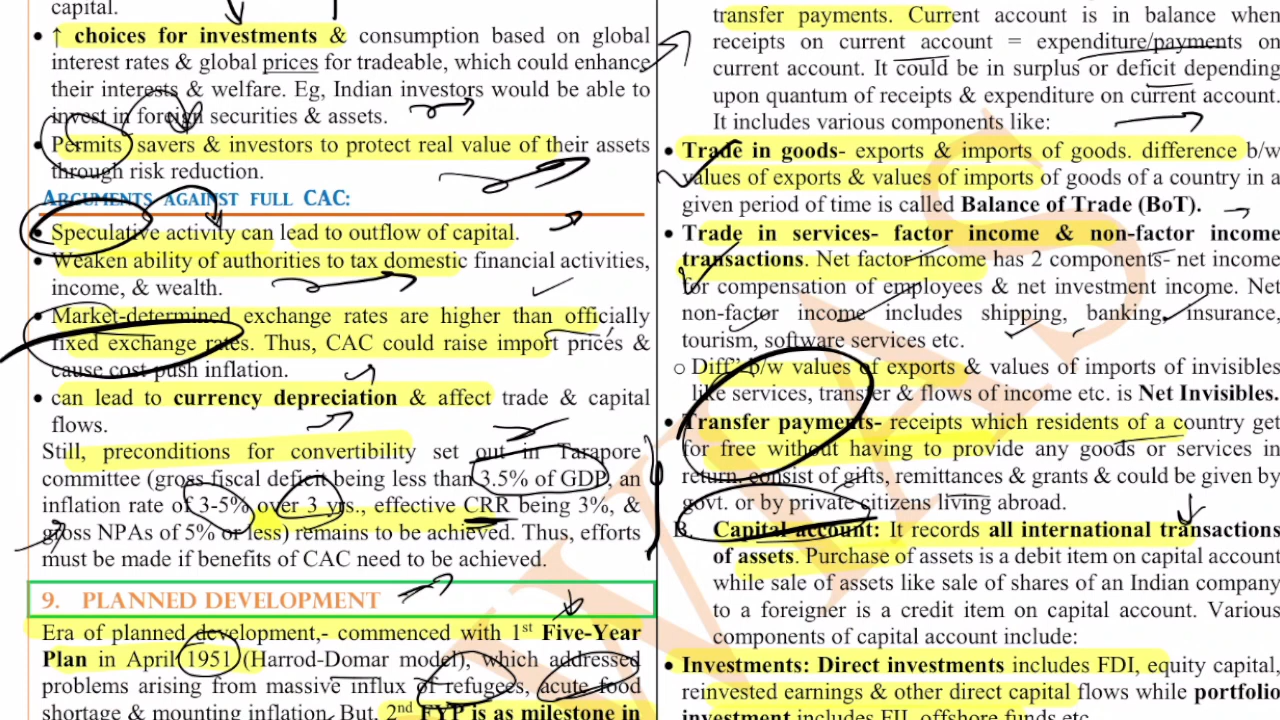 capital.
• ↑ choices for investments & consumption based on global
interest rates & global prices for tradeable, which could enhance
their interests & welfare. Eg, Indian investors would be able to
invest in foreign securities & assets.
• Permits savers & investors to protect real value of their assets
through risk reduction.
ARGUMENTS AGAINST FULL CAC:
• Speculative activity can lead to outflow of capital.
• Weaken ability of authorities to tax domestic financial activities,
income, & wealth.
• Market-determined exchange rates are higher than officially
fixed exchange rates. Thus, CAC could raise import prices &
cause cost-push inflation.
• can lead to currency depreciation & affect trade & capital
flows.
Still, preconditions for convertibility set out in Tarapore
committee (gross fiscal deficit being less than 3.5% of GDP, an
inflation rate of 3-5% over 3 yrs., effective CRR being 3%, &
gross NPAs of 5% or less) remains to be achieved. Thus, efforts
must be made if benefits of CAC need to be achieved.
9. PLANNED DEVELOPMENT
Era of planned development,- commenced with 1st Five-Year
Plan in April 1951 (Harrod-Domar model), which addressed
problems arising from massive influx of refugees, acute food
shortage & mounting inflation. But, 2nd FYP is as milestone in
transfer payments. Current account is in balance when
receipts on current account = expenditure/payments on
current account. It could be in surplus or deficit depending
upon quantum of receipts & expenditure on current account.
It includes various components like:
• Trade in goods- exports & imports of goods. difference b/w
values of exports & values of imports of goods of a country in a
given period of time is called Balance of Trade (BoT).
• Trade in services- factor income & non-factor income
transactions. Net factor income has 2 components- net income
for compensation of employees & net investment income. Net
non-factor income includes shipping, banking, insurance,
tourism, software services etc.
○ Diff' b/w values of exports & values of imports of invisibles
like services, transfer & flows of income etc. is Net Invisibles.
• Transfer payments- receipts which residents of a country get
for free without having to provide any goods or services in
return. consist of gifts, remittances & grants & could be given by
govt. or by private citizens living abroad.
B. Capital account: It records all international transactions
of assets. Purchase of assets is a debit item on capital account
while sale of assets like sale of shares of an Indian company
to a foreigner is a credit item on capital account. Various
components of capital account include:
• Investments: Direct investments includes FDI, equity capital,
reinvested earnings & other direct capital flows while portfolio
investment includes FII, offshore funds etc.